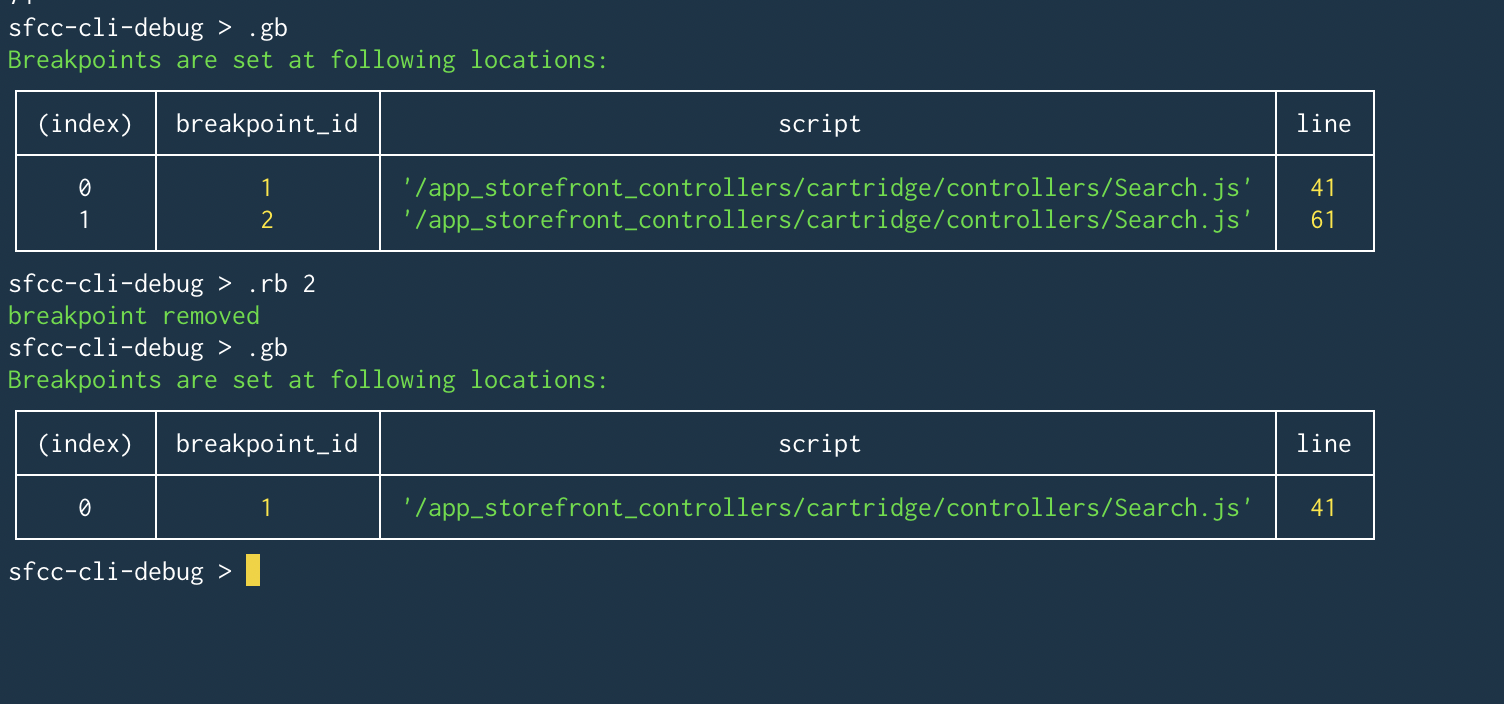 sfcc-cli-debug > .gb
Breakpoints are set at following locations:
(index) breakpoint_id script line
0 1 '/app_storefront_controllers/cartridge/controllers/Search.js' 41
1 2 '/app_storefront_controllers/cartridge/controllers/Search.js' 61
sfcc-cli-debug > .rb 2
breakpoint removed
sfcc-cli-debug > .gb
Breakpoints are set at following locations:
(index) breakpoint_id script line
0 1 '/app_storefront_controllers/cartridge/controllers/Search.js' 41
sfcc-cli-debug >